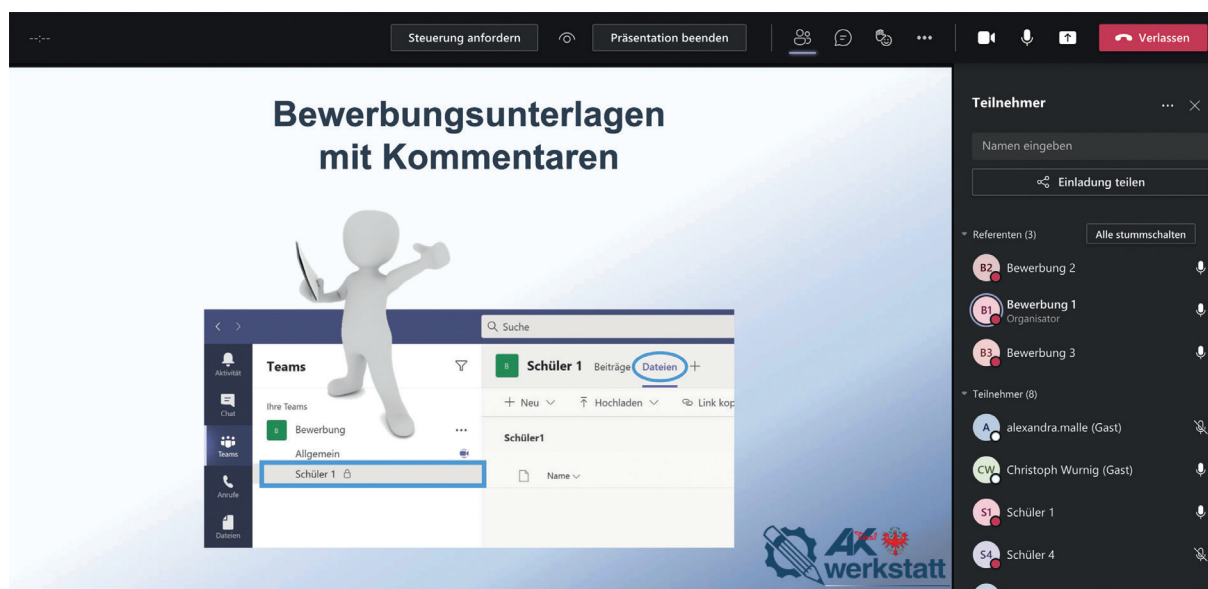 --:--
Steuerung anfordern
Präsentation beenden
Verlassen
Bewerbungsunterlagen
mit Kommentaren
Suche
Aktivität
Chat
Teams
Anrufe
Dateien
Teams
Ihre Teams
B Bewerbung
Allgemein
Schüler 1
B Schüler 1 Beiträge Dateien
Neu Hochladen Link kop
Schüler1
Name
AK Tirol
werkstatt
Teilnehmer
Namen eingeben
Einladung teilen
Referenten (3) Alle stummschalten
B2 Bewerbung 2
B1 Bewerbung 1
Organisator
B3 Bewerbung 3
Teilnehmer (8)
A alexandra.malle (Gast)
CW Christoph Wurnig (Gast)
S1 Schüler 1
S4 Schüler 4